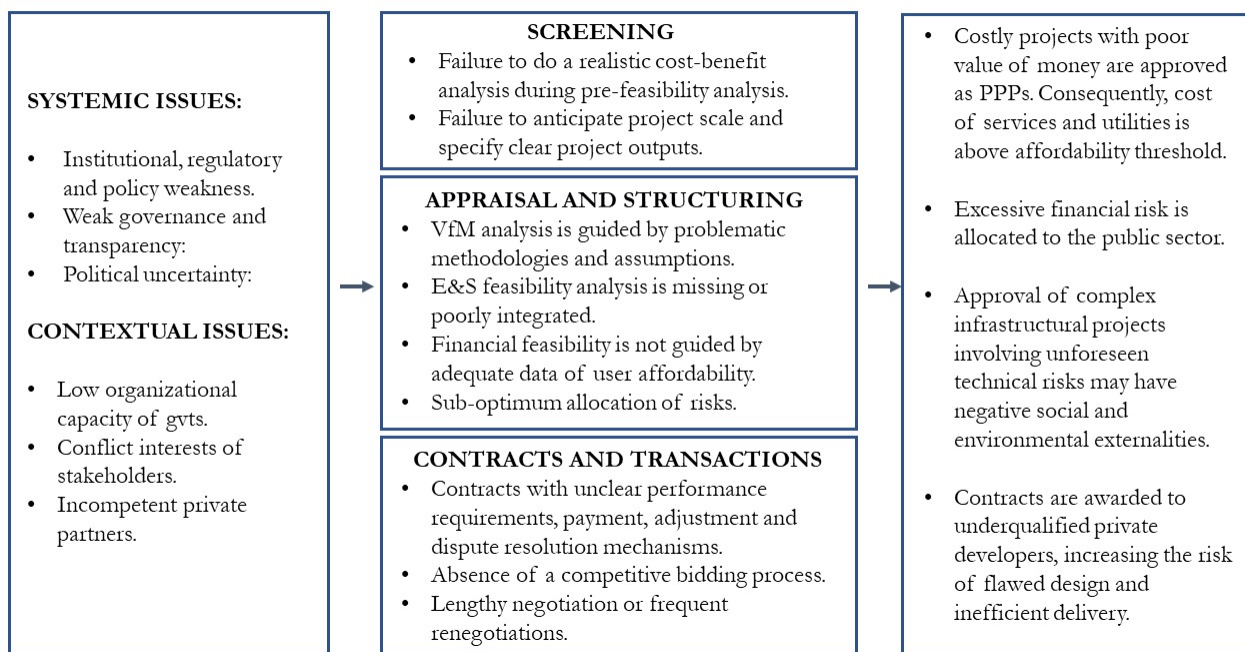 SYSTEMIC ISSUES:
• Institutional, regulatory
and policy weakness.
• Weak governance and
transparency:
• Political uncertainty:
CONTEXTUAL ISSUES:
• Low organizational
capacity of gvts.
• Conflict interests of
stakeholders.
• Incompetent private
partners.
SCREENING
• Failure to do a realistic cost-benefit
analysis during pre-feasibility analysis.
• Failure to anticipate project scale and
specify clear project outputs.
APPRAISAL AND STRUCTURING
• VfM analysis is guided by problematic
methodologies and assumptions.
• E&S feasibility analysis is missing or
poorly integrated.
• Financial feasibility is not guided by
adequate data of user affordability.
• Sub-optimum allocation of risks.
CONTRACTS AND TRANSACTIONS
• Contracts with unclear performance
requirements, payment, adjustment and
dispute resolution mechanisms.
• Absence of a competitive bidding process.
• Lengthy negotiation or frequent
renegotiations.
• Costly projects with poor
value of money are approved
as PPPs. Consequently, cost
of services and utilities is
above affordability threshold.
• Excessive financial risk is
allocated to the public sector.
• Approval of complex
infrastructural projects
involving unforeseen
technical risks may have
negative social and
environmental externalities.
• Contracts are awarded to
underqualified private
developers, increasing the risk
of flawed design and
inefficient delivery.